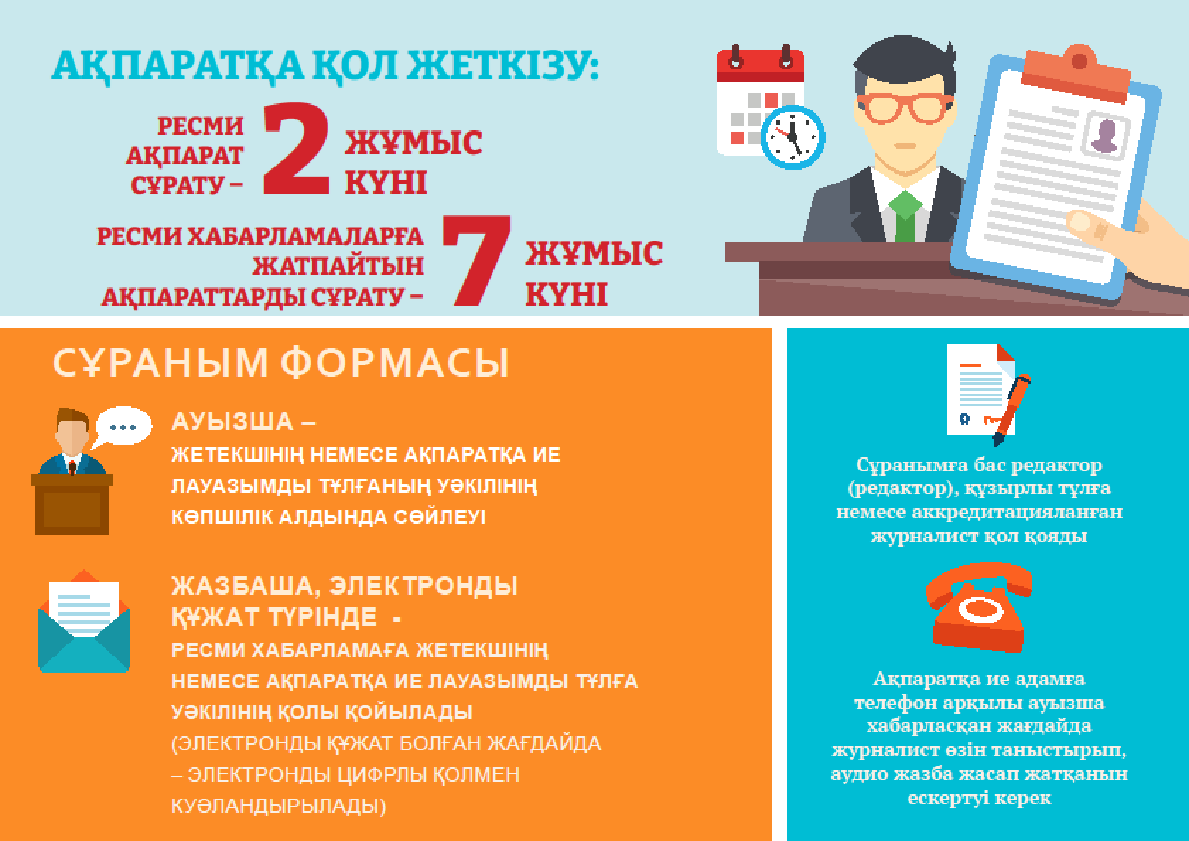 АҚПАРАТҚА ҚОЛ ЖЕТКІЗУ:
РЕСМИ
АҚПАРАТ
СҰРАТУ –
2
ЖҰМЫС
КҮНІ
РЕСМИ ХАБАРЛАМАЛАРҒА
ЖАТПАЙТЫН
АҚПАРАТТАРДЫ СҰРАТУ –
7
ЖҰМЫС
КҮНІ
СҰРАНЫМ ФОРМАСЫ
АУЫЗША –
ЖЕТЕКШІНІҢ НЕМЕСЕ АҚПАРАТҚА ИЕ
ЛАУАЗЫМДЫ ТҰЛҒАНЫҢ УӘКІЛІНІҢ
КӨПШІЛІК АЛДЫНДА СӨЙЛЕУІ
ЖАЗБАША, ЭЛЕКТРОНДЫ
ҚҰЖАТ ТҮРІНДЕ -
РЕСМИ ХАБАРЛАМАҒА ЖЕТЕКШІНІҢ
НЕМЕСЕ АҚПАРАТҚА ИЕ ЛАУАЗЫМДЫ ТҰЛҒА
УӘКІЛІНІҢ ҚОЛЫ ҚОЙЫЛАДЫ
(ЭЛЕКТРОНДЫ ҚҰЖАТ БОЛҒАН ЖАҒДАЙДА
– ЭЛЕКТРОНДЫ ЦИФРЛЫ ҚОЛМЕН
КУӘЛАНДЫРЫЛАДЫ)
Сұранымға бас редактор
(редактор), құзырлы тұлға
немесе аккредитацияланған
журналист қол қояды
Ақпаратқа ие адамға
телефон арқылы ауызша
хабарласқан жағдайда
журналист өзін таныстырып,
аудио жазба жасап жатқанын
ескертуі керек